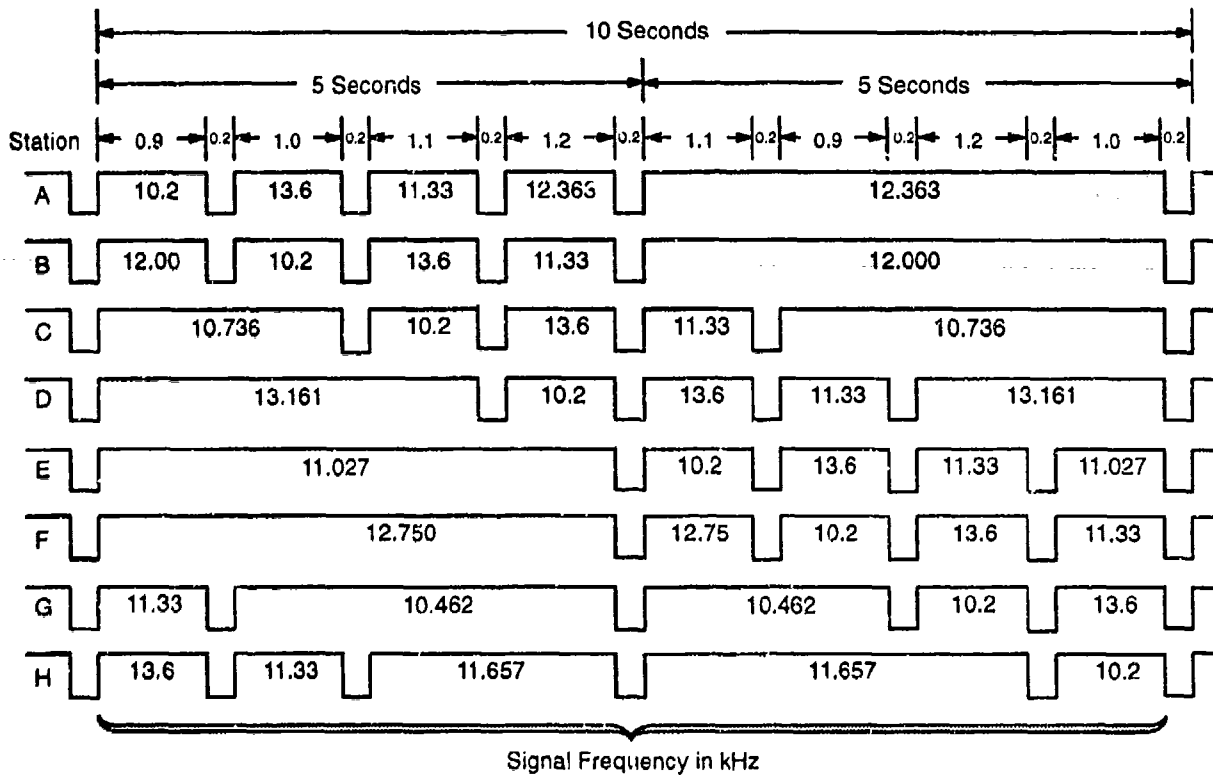 10 Seconds
5 Seconds 5 Seconds
Station 0.9 0.2 1.0 0.2 1.1 0.2 1.2 0.2 1.1 0.2 0.9 0.2 1.2 0.2 1.0 0.2
A 10.2 13.6 11.33 12.363 12.363
B 12.00 10.2 13.6 11.33 12.000
C 10.736 10.2 13.6 11.33 10.736
D 13.161 10.2 13.6 11.33 13.161
E 11.027 10.2 13.6 11.33 11.027
F 12.750 12.75 10.2 13.6 11.33
G 11.33 10.462 10.462 10.2 13.6
H 13.6 11.33 11.657 11.657 10.2
Signal Frequency in kHz